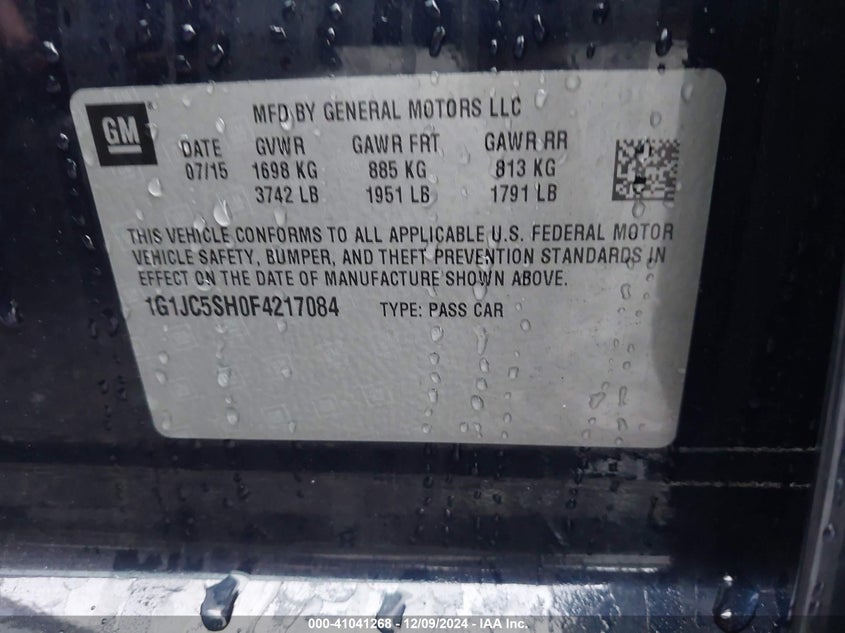 GM
MFD BY GENERAL MOTORS LLC
DATE GVWR GAWR FRT GAWR RR
07/15 1698 KG 885 KG 813 KG
3742 LB 1951 LB 1791 LB
THIS VEHICLE CONFORMS TO ALL APPLICABLE U.S. FEDERAL MOTOR
VEHICLE SAFETY, BUMPER, AND THEFT PREVENTION STANDARDS IN
EFFECT ON THE DATE OF MANUFACTURE SHOWN ABOVE.
1G1JC5SH0F4217084 TYPE: PASS CAR
000-41041268 - 12/09/2024 - IAA Inc.